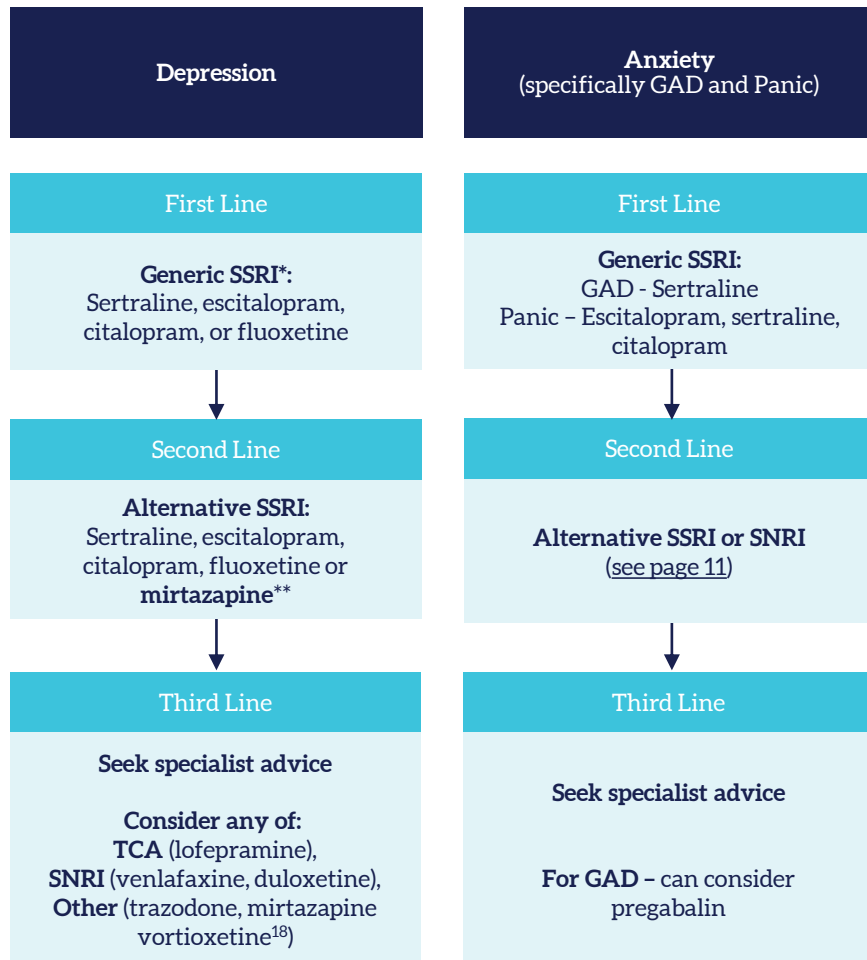 Depression
First Line
Generic SSRI*:
Sertraline, escitalopram,
citalopram, or fluoxetine
Second Line
Alternative SSRI:
Sertraline, escitalopram,
citalopram, fluoxetine or
mirtazapine**
Third Line
Seek specialist advice
Consider any of:
TCA (lofepramine),
SNRI (venlafaxine, duloxetine),
Other (trazodone, mirtazapine
vortioxetine18)
Anxiety
(specifically GAD and Panic)
First Line
Generic SSRI:
GAD - Sertraline
Panic – Escitalopram, sertraline,
citalopram
Second Line
Alternative SSRI or SNRI
(see page 11)
Third Line
Seek specialist advice
For GAD – can consider
pregabalin